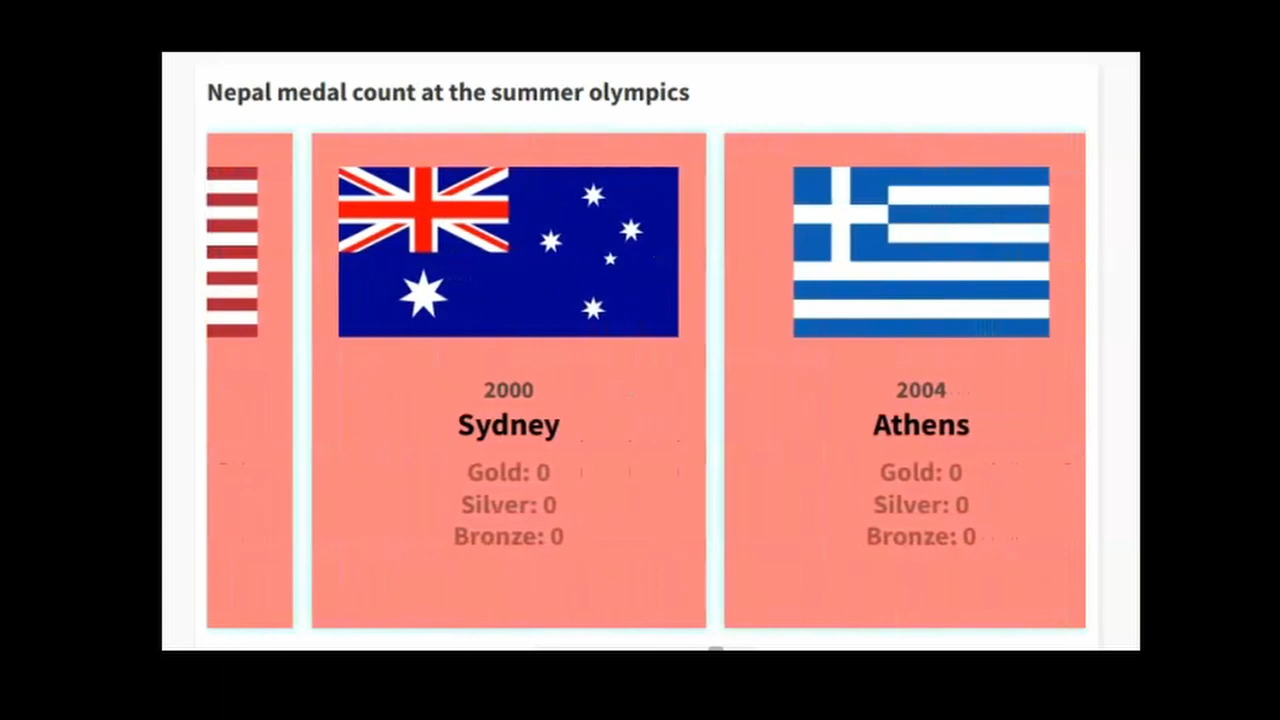 Nepal medal count at the summer olympics
2000
Sydney
Gold: 0
Silver: 0
Bronze: 0
2004
Athens
Gold: 0
Silver: 0
Bronze: 0